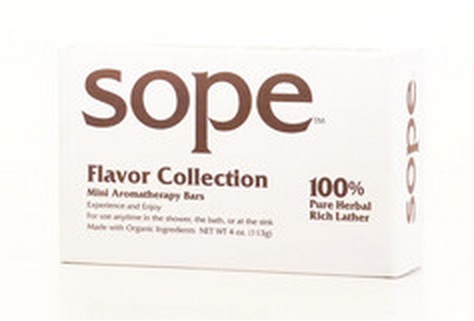 sope™
Flavor Collection
Mini Aromatherapy Bars
Experience and Enjoy
For use anytime in the shower, the bath, or at the sink
Made with Organic Ingredients NET WT 4 oz. (113g)
100%
Pure Herbal
Rich Lather
sope